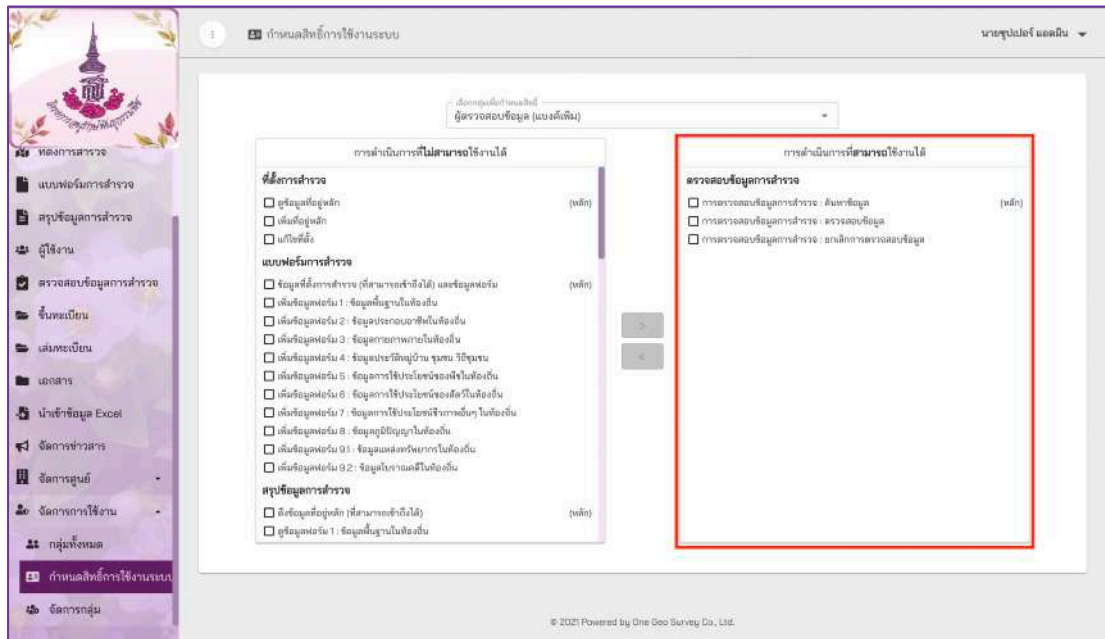 กำหนดสิทธิ์การใช้งานระบบ
นายซุปเปอร์ แอดมิน
แบบฟอร์มการสำรวจ
สรุปข้อมูลการสำรวจ
ผู้ใช้งาน
ตรวจสอบข้อมูลการสำรวจ
ขึ้นทะเบียน
เล่มทะเบียน
เอกสาร
นำเข้าข้อมูล Excel
จัดการข่าวสาร
จัดการศูนย์
จัดการการใช้งาน
กลุ่มทั้งหมด
กำหนดสิทธิ์การใช้งานระบบ
จัดการกลุ่ม
เลือกกลุ่มเพื่อกำหนดสิทธิ์
ผู้ตรวจสอบข้อมูล (แบงค์เพิ่ม)
การดำเนินการที่ไม่สามารถใช้งานได้
ที่ตั้งการสำรวจ
ดูข้อมูลที่อยู่หลัก (หลัก)
เพิ่มที่อยู่หลัก
แก้ไขที่ตั้ง
แบบฟอร์มการสำรวจ
ข้อมูลที่ตั้งการสำรวจ (ที่สามารถเข้าถึงได้) และข้อมูลฟอร์ม (หลัก)
เพิ่มข้อมูลฟอร์ม 1 : ข้อมูลพื้นฐานในท้องถิ่น
เพิ่มข้อมูลฟอร์ม 2 : ข้อมูลประกอบอาชีพในท้องถิ่น
เพิ่มข้อมูลฟอร์ม 3 : ข้อมูลกายภาพภายในท้องถิ่น
เพิ่มข้อมูลฟอร์ม 4 : ข้อมูลประวัติหมู่บ้าน ชุมชน วิถีชุมชน
เพิ่มข้อมูลฟอร์ม 5 : ข้อมูลการใช้ประโยชน์ของพืชในท้องถิ่น
เพิ่มข้อมูลฟอร์ม 6 : ข้อมูลการใช้ประโยชน์ของสัตว์ในท้องถิ่น
เพิ่มข้อมูลฟอร์ม 7 : ข้อมูลการใช้ประโยชน์ชีวภาพอื่นๆ ในท้องถิ่น
เพิ่มข้อมูลฟอร์ม 8 : ข้อมูลภูมิปัญญาในท้องถิ่น
เพิ่มข้อมูลฟอร์ม 9.1 : ข้อมูลแหล่งทรัพยากรในท้องถิ่น
เพิ่มข้อมูลฟอร์ม 9.2 : ข้อมูลโบราณคดีในท้องถิ่น
สรุปข้อมูลการสำรวจ
ดึงข้อมูลที่อยู่หลัก (ที่สามารถเข้าถึงได้) (หลัก)
ดูข้อมูลฟอร์ม 1 : ข้อมูลพื้นฐานในท้องถิ่น
>
<
การดำเนินการที่สามารถใช้งานได้
ตรวจสอบข้อมูลการสำรวจ
การตรวจสอบข้อมูลการสำรวจ : ค้นหาข้อมูล (หลัก)
การตรวจสอบข้อมูลการสำรวจ : ตรวจสอบข้อมูล
การตรวจสอบข้อมูลการสำรวจ : ยกเลิกการตรวจสอบข้อมูล
© 2021 Powered by One Geo Survey Co., Ltd.